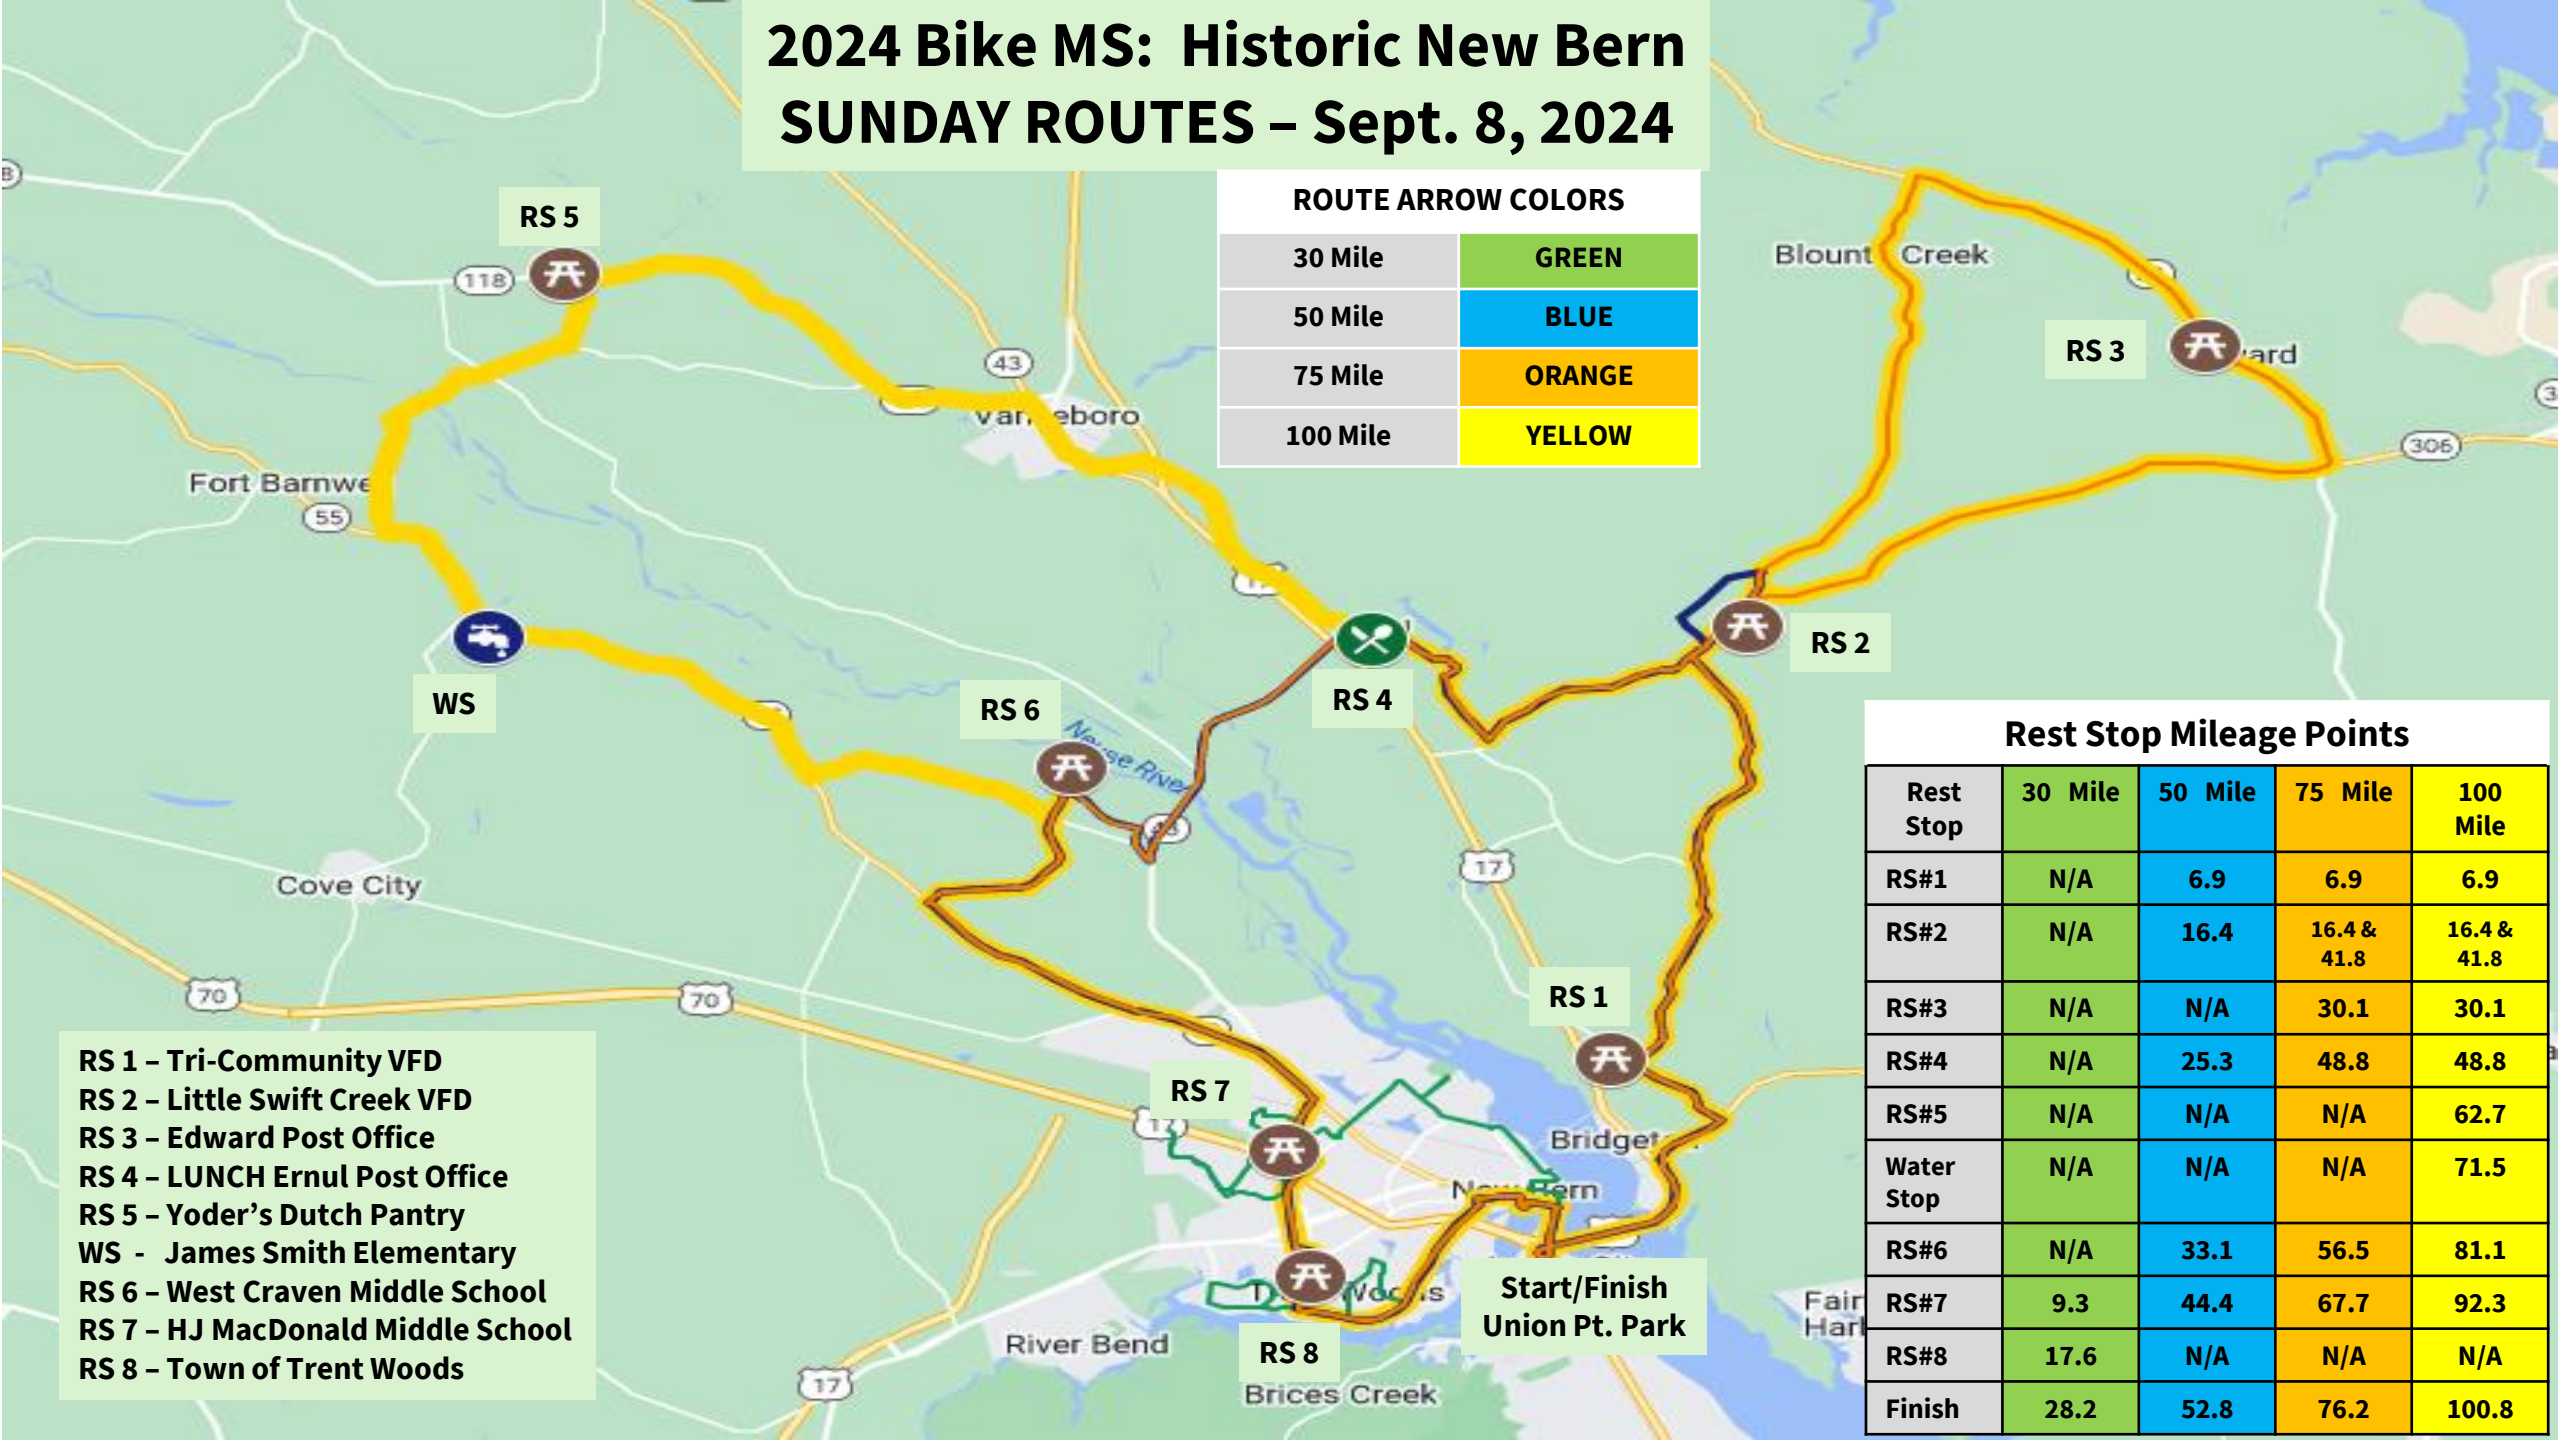 2024 Bike MS: Historic New Bern
SUNDAY ROUTES – Sept. 8, 2024
ROUTE ARROW COLORS
30 Mile GREEN
50 Mile BLUE
75 Mile ORANGE
100 Mile YELLOW
RS 5
118
43
eboro
Blount Creek
RS 3
ard
306
Fort Barnwe
55
WS
RS 6
Neuse River
RS 4
RS 2
17
Cove City
70
70
RS 1
RS 7
17
Bridget
New Bern
Start/Finish
Union Pt. Park
River Bend
RS 8
Brices Creek
17
Fair
Har
RS 1 – Tri-Community VFD
RS 2 – Little Swift Creek VFD
RS 3 – Edward Post Office
RS 4 – LUNCH Ernul Post Office
RS 5 – Yoder's Dutch Pantry
WS - James Smith Elementary
RS 6 – West Craven Middle School
RS 7 – HJ MacDonald Middle School
RS 8 – Town of Trent Woods
Rest Stop Mileage Points
Rest Stop 30 Mile 50 Mile 75 Mile 100 Mile
RS#1 N/A 6.9 6.9 6.9
RS#2 N/A 16.4 16.4 & 41.8 16.4 & 41.8
RS#3 N/A N/A 30.1 30.1
RS#4 N/A 25.3 48.8 48.8
RS#5 N/A N/A N/A 62.7
Water Stop N/A N/A N/A 71.5
RS#6 N/A 33.1 56.5 81.1
RS#7 9.3 44.4 67.7 92.3
RS#8 17.6 N/A N/A N/A
Finish 28.2 52.8 76.2 100.8